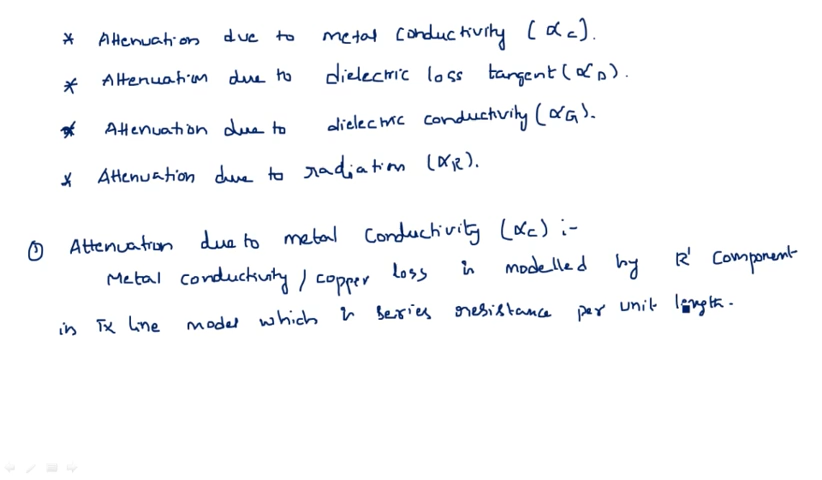 * Attenuation due to metal conductivity (αc).
* Attenuation due to dielectric loss tangent (αD).
* Attenuation due to dielectric conductivity (αG).
* Attenuation due to radiation (αR).
① Attenuation due to metal conductivity (αc) :-
Metal conductivity / copper loss is modelled by R' component
in Tx line model which is series resistance per unit length.